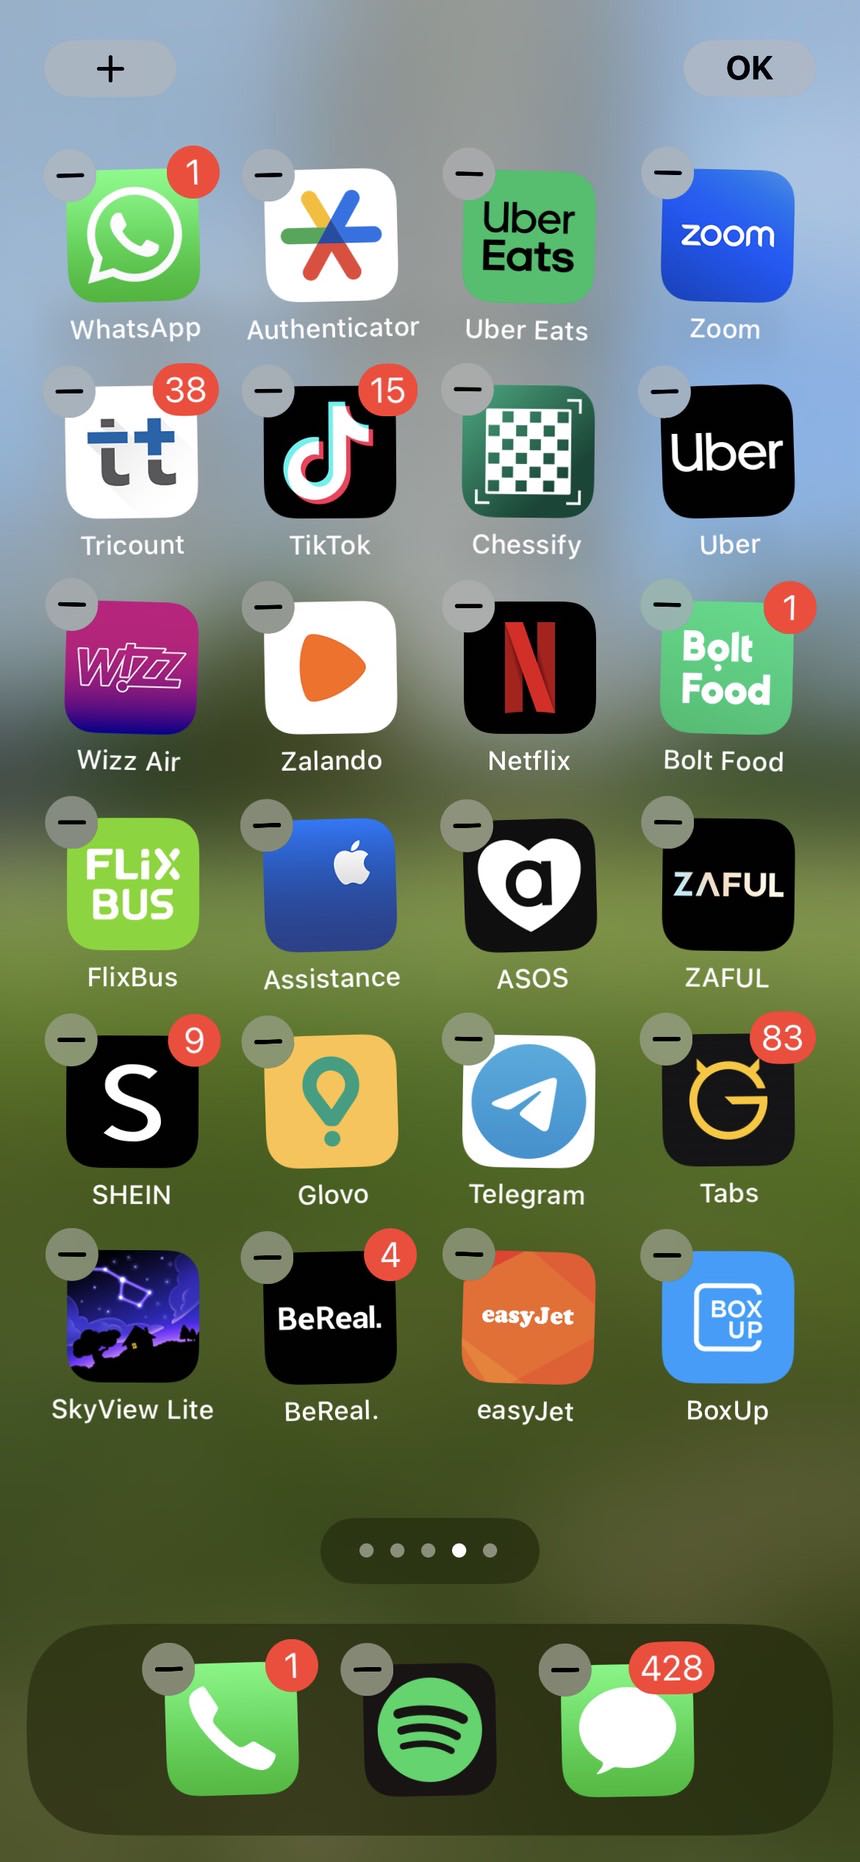 +
OK
1
Uber
Eats
zoom
WhatsApp
Authenticator
Uber Eats
Zoom
38
15
tt
Uber
Tricount
TikTok
Chessify
Uber
1
WIZZ
N
Bolt
Food
Wizz Air
Zalando
Netflix
Bolt Food
FLiX
BUS
a
ZAFUL
FlixBus
Assistance
ASOS
ZAFUL
9
83
S
G
SHEIN
Glovo
Telegram
Tabs
4
BeReal.
easyJet
BOX
UP
SkyView Lite
BeReal.
easyJet
BoxUp
1
428